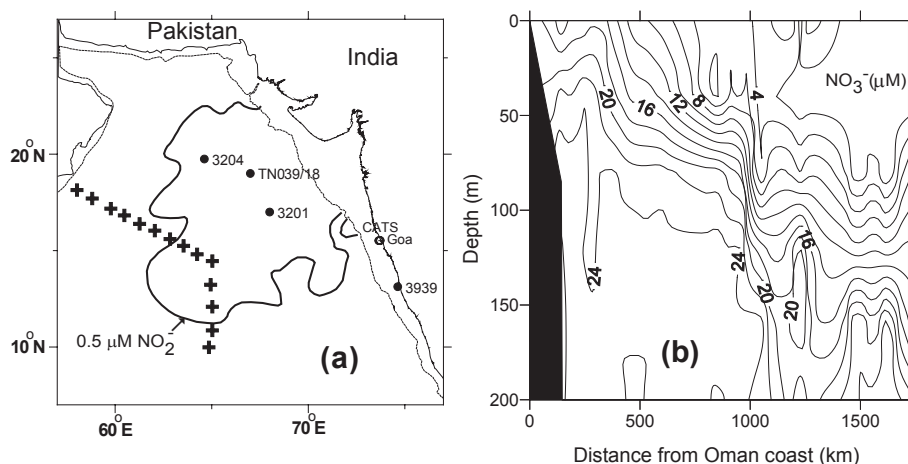 Pakistan
India
20°N
10°N
60°E
70°E
3204
TN039/18
3201
CATS
Goa
3939
0.5 μM NO₂⁻
(a)
0
50
100
150
200
Depth (m)
0
500
1000
1500
Distance from Oman coast (km)
NO₃⁻(μM)
20
16
12
8
4
24
24
20
20
16
(b)